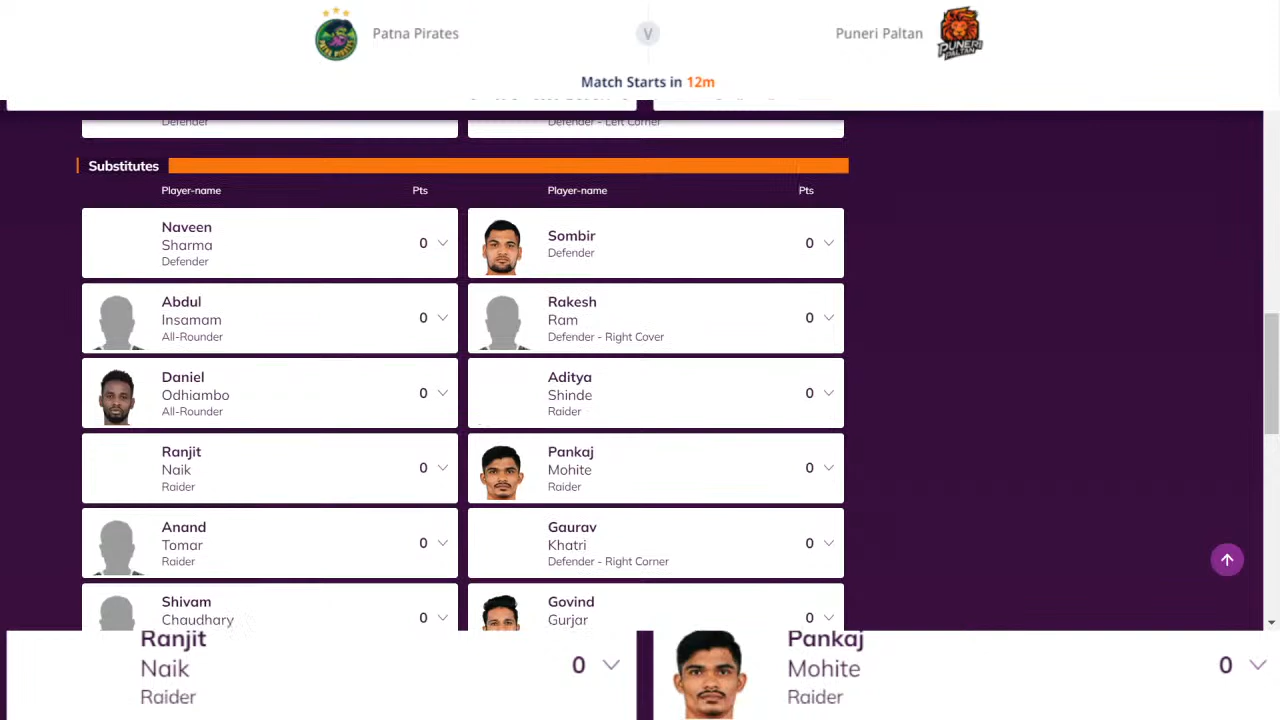 Patna Pirates
V
Puneri Paltan
PATNA PIRATES
PUNERI
PALTAN
Match Starts in 12m
Defender
Defender - Left Corner
Substitutes
Player-name Pts Player-name Pts
Naveen
Sharma
Defender
0
Sombir
Defender
0
Abdul
Insamam
All-Rounder
0
Rakesh
Ram
Defender - Right Cover
0
Daniel
Odhiambo
All-Rounder
0
Aditya
Shinde
Raider
0
Ranjit
Naik
Raider
0
Pankaj
Mohite
Raider
0
Anand
Tomar
Raider
0
Gaurav
Khatri
Defender - Right Corner
0
Shivam
Chaudhary
0
Govind
Gurjar
0
Ranjit
Naik
Raider
0
Pankaj
Mohite
Raider
0